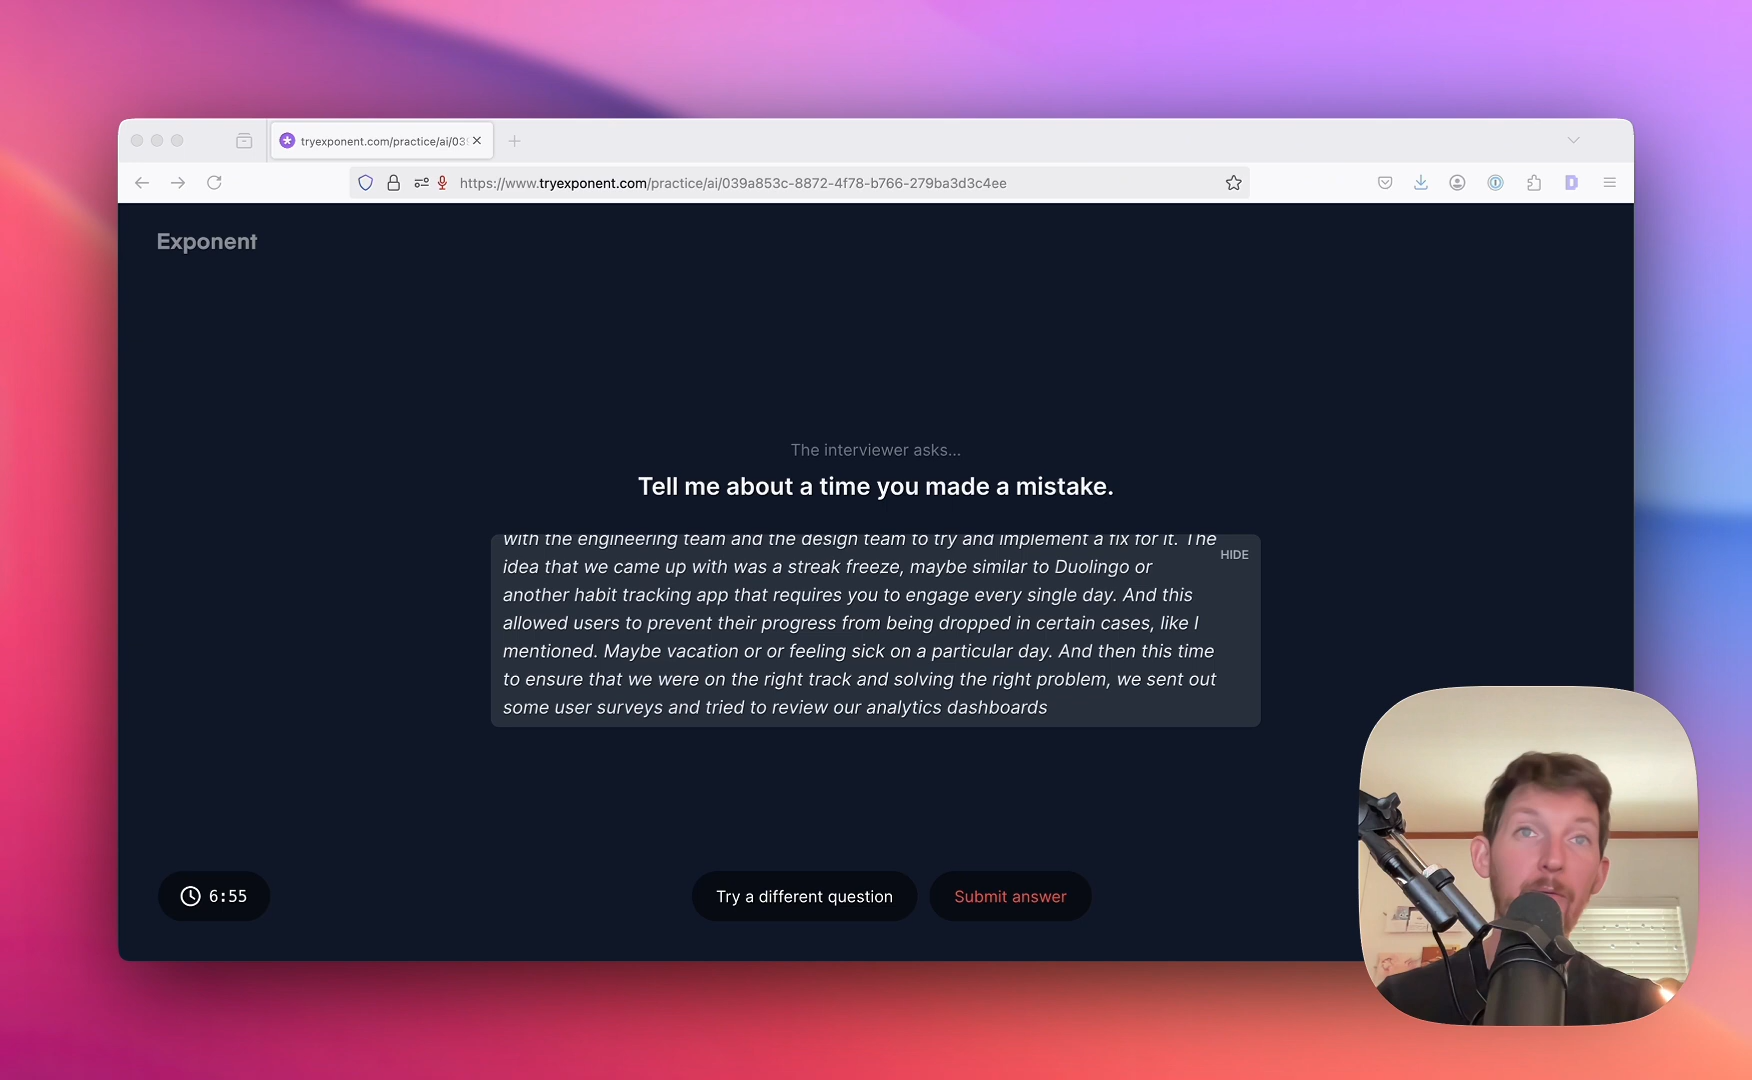 tryexponent.com/practice/ai/03
https://www.tryexponent.com/practice/ai/039a853c-8872-4f78-b766-279ba3d3c4ee
Exponent
The interviewer asks...
Tell me about a time you made a mistake.
with the engineering team and the design team to try and implement a fix for it. The
HIDE
idea that we came up with was a streak freeze, maybe similar to Duolingo or
another habit tracking app that requires you to engage every single day. And this
allowed users to prevent their progress from being dropped in certain cases, like I
mentioned. Maybe vacation or or feeling sick on a particular day. And then this time
to ensure that we were on the right track and solving the right problem, we sent out
some user surveys and tried to review our analytics dashboards
6:55
Try a different question
Submit answer